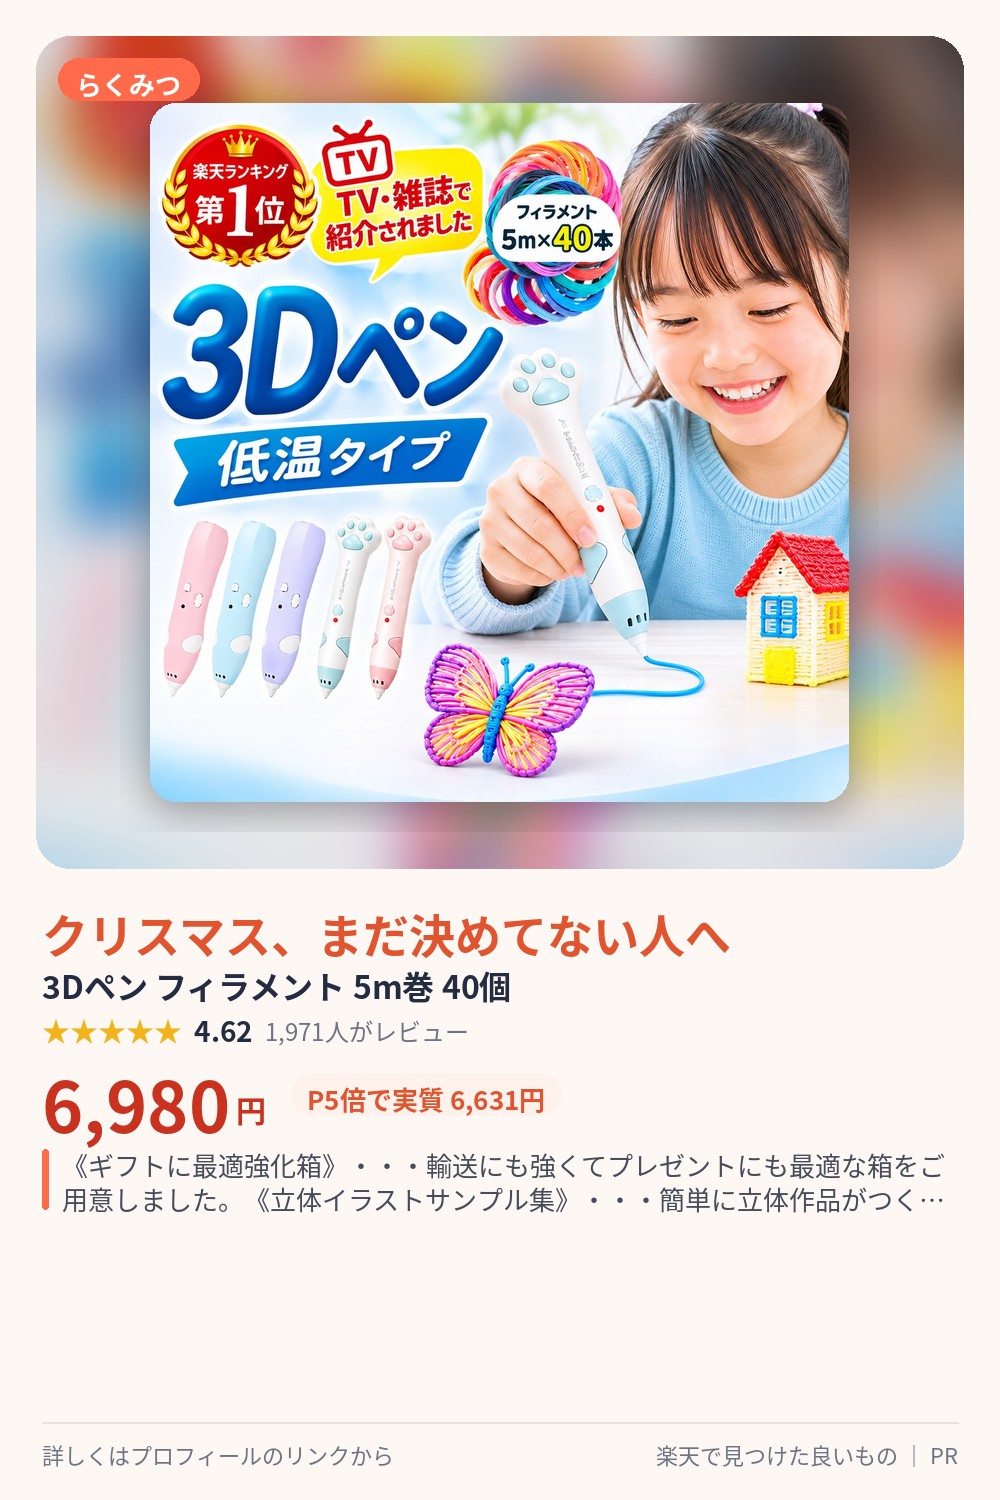 らくみつ
楽天ランキング
第1位
TV
TV・雑誌で
紹介されました
フィラメント
5m×40本
3Dペン
低温タイプ
クリスマス、まだ決めてない人へ
3Dペン フィラメント 5m巻 40個
★★★★★ 4.62 1,971人がレビュー
6,980円 P5倍で実質 6,631円
《ギフトに最適強化箱》・・・輸送にも強くてプレゼントにも最適な箱をご
用意しました。《立体イラストサンプル集》・・・簡単に立体作品がつく…
詳しくはプロフィールのリンクから
楽天で見つけた良いもの｜PR